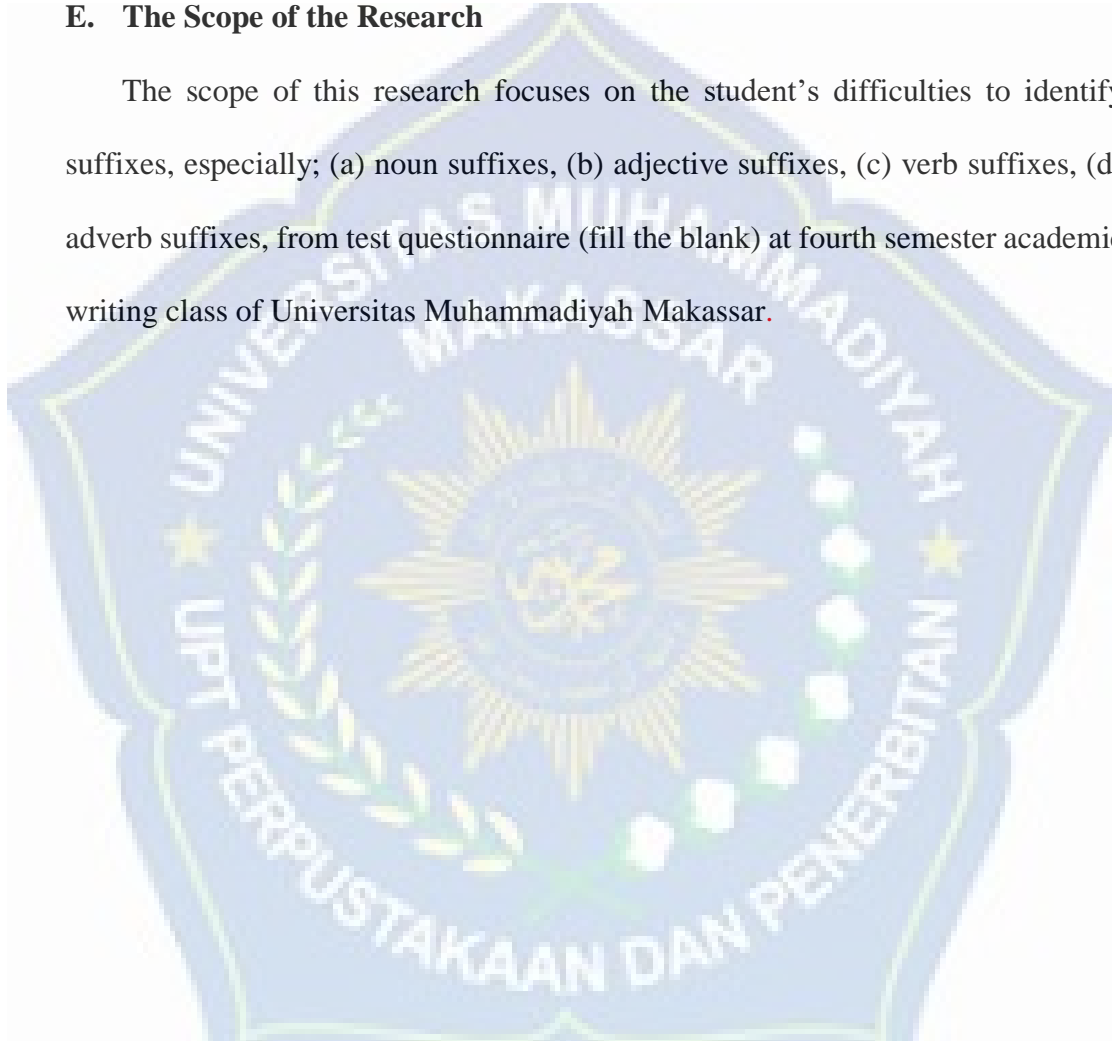 E. The Scope of the Research
The scope of this research focuses on the student’s difficulties to identify
suffixes, especially; (a) noun suffixes, (b) adjective suffixes, (c) verb suffixes, (d
adverb suffixes, from test questionnaire (fill the blank) at fourth semester academic
writing class of Universitas Muhammadiyah Makassar.
UNIVERSITAS MUHAMMADIYAH
MAKASSAR
UPT PERPUSTAKAAN DAN PENERBITAN